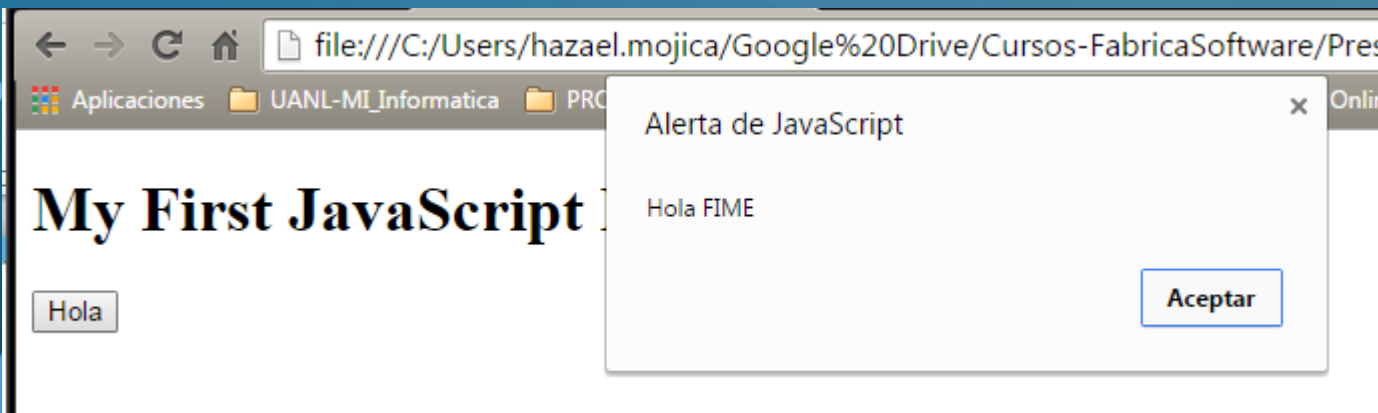 file:///C:/Users/hazael.mojica/Google%20Drive/Cursos-FabricaSoftware/Pres
Aplicaciones UANL-MI_Informatica PRO Onlin
Alerta de JavaScript
My First JavaScript
Hola FIME
Hola
Aceptar